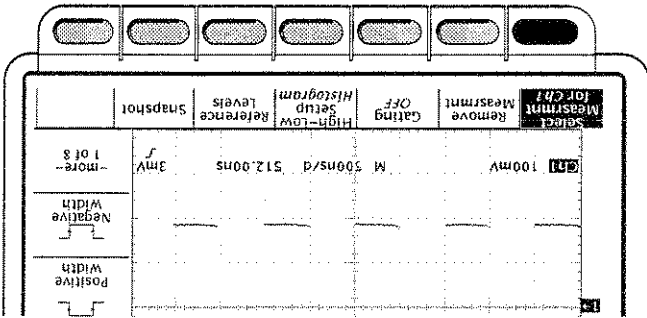 Positive
Width
Negative
Width
-more-
1 of 8
Ch1 100mV M 500ns/d 512.00ns 3mV
Select
Measrmnt
for Ch1
Remove
Measrmnt
Gating
OFF
High-Low
Setup
Histogram
Reference
Levels
Snapshot